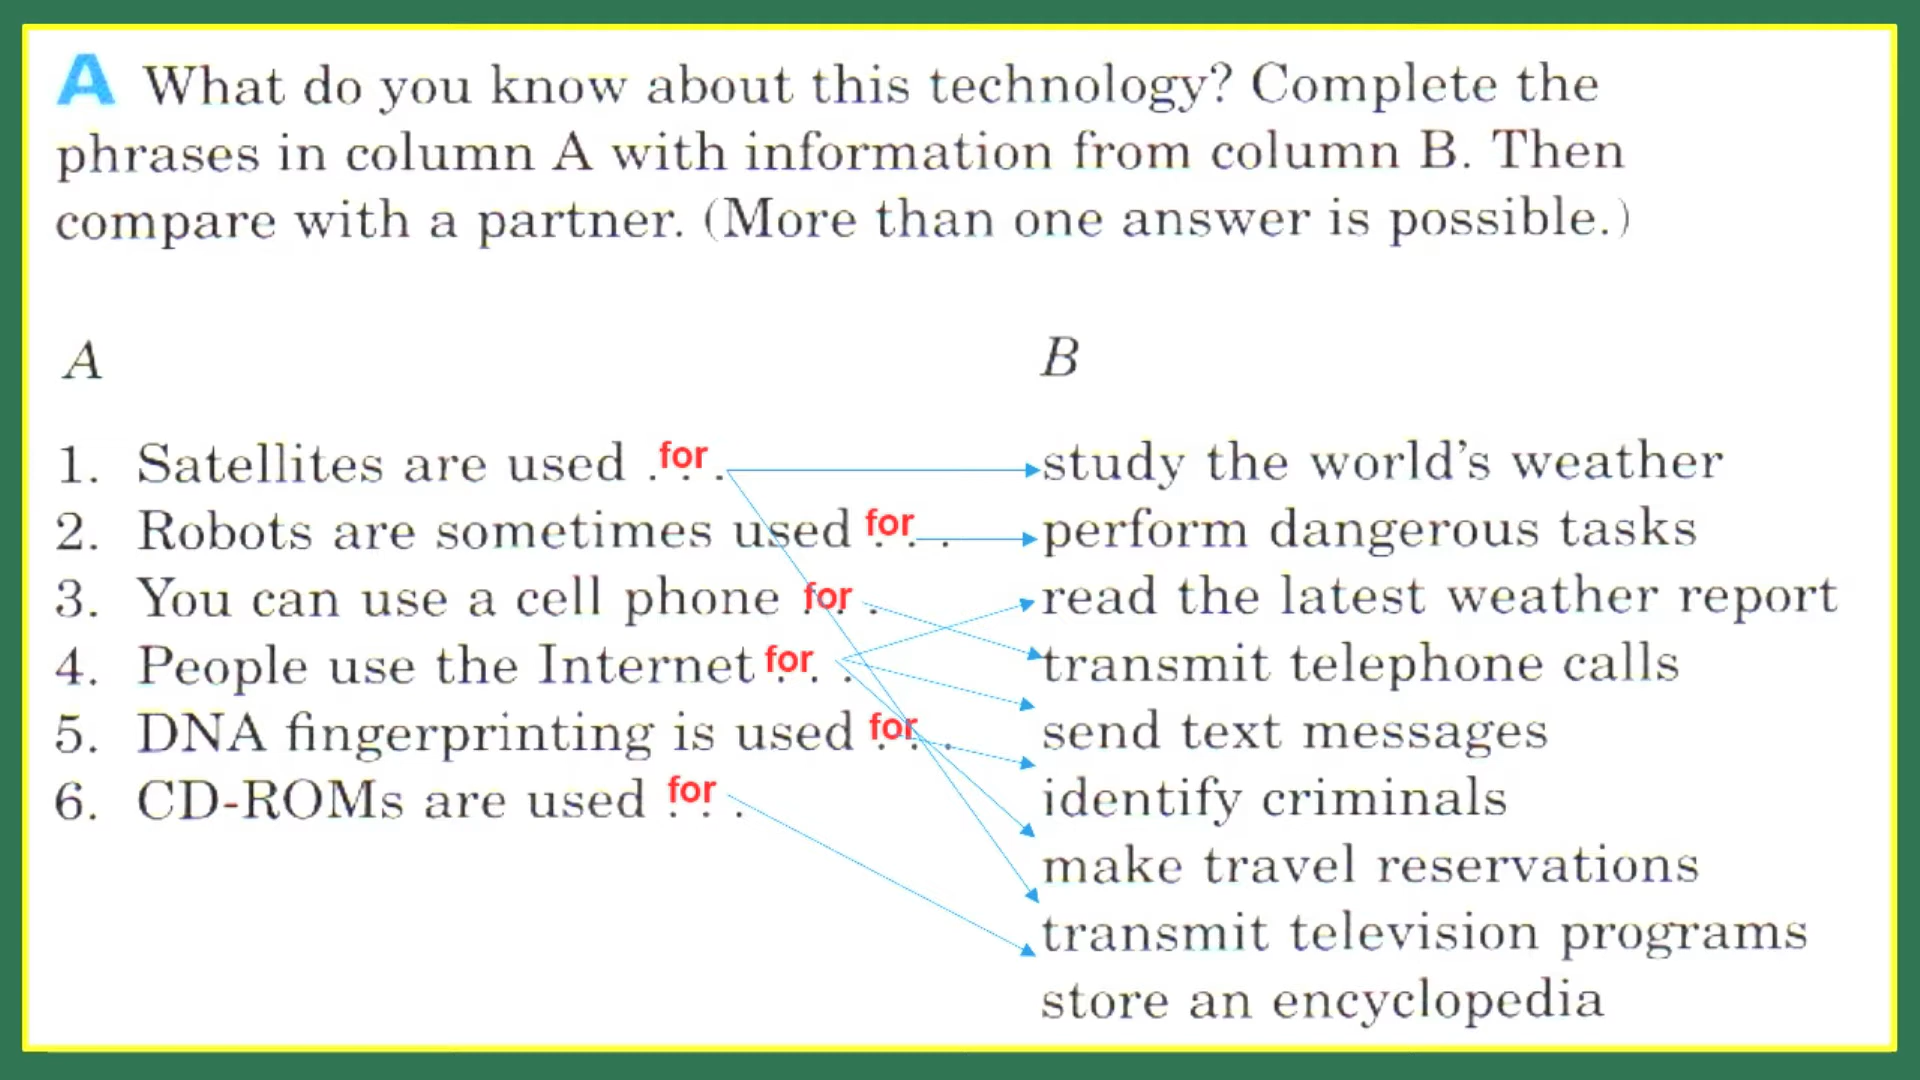 A What do you know about this technology? Complete the
phrases in column A with information from column B. Then
compare with a partner. (More than one answer is possible.)
A
B
1. Satellites are used . . . for
study the world's weather
2. Robots are sometimes used . . . for
perform dangerous tasks
3. You can use a cell phone . . . for
read the latest weather report
4. People use the Internet . . . for
transmit telephone calls
5. DNA fingerprinting is used . . . for
send text messages
6. CD-ROMs are used . . . for
identify criminals
make travel reservations
transmit television programs
store an encyclopedia